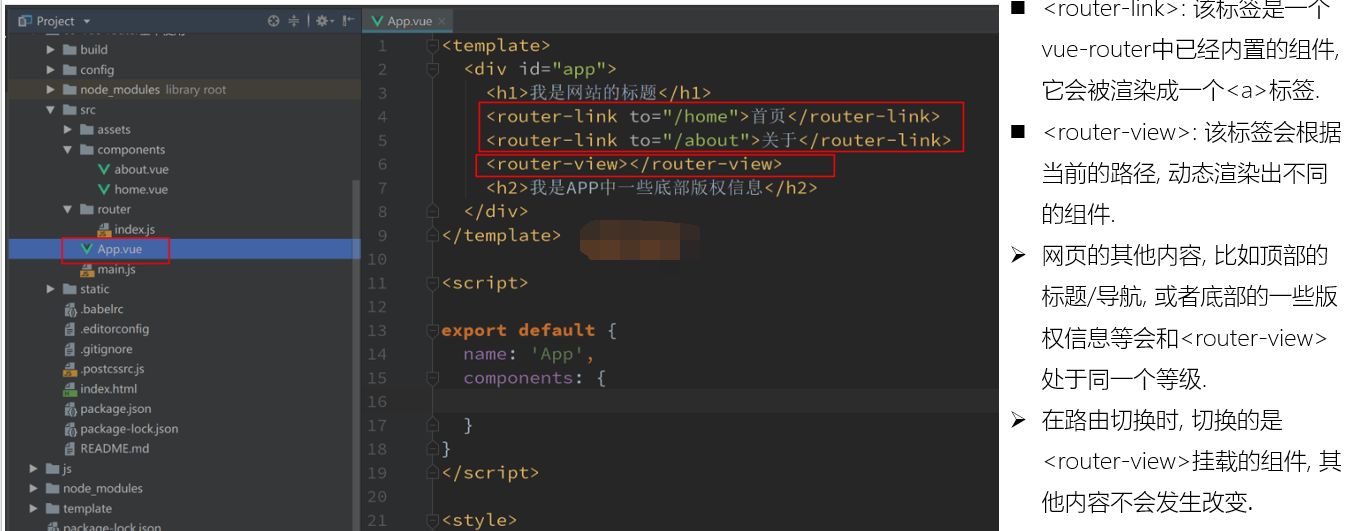 Project
build
config
node_modules library root
src
assets
components
about.vue
home.vue
router
index.js
App.vue
main.js
static
.babelrc
.editorconfig
.gitignore
.postcssrc.js
index.html
package.json
package-lock.json
README.md
js
node_modules
template
package-lock.json
App.vue
1 <template>
2 <div id="app">
3 <h1>我是网站的标题</h1>
4 <router-link to="/home">首页</router-link>
5 <router-link to="/about">关于</router-link>
6 <router-view></router-view>
7 <h2>我是APP中一些底部版权信息</h2>
8 </div>
9 </template>
10
11 <script>
12
13 export default {
14 name: 'App',
15 components: {
16
17 }
18 }
19 </script>
20
21 <style>
<router-link>: 该标签是一个
vue-router中已经内置的组件,
它会被渲染成一个<a>标签.
<router-view>: 该标签会根据
当前的路径, 动态渲染出不同
的组件.
网页的其他内容, 比如顶部的
标题/导航, 或者底部的一些版
权信息等会和<router-view>
处于同一个等级.
在路由切换时, 切换的是
<router-view>挂载的组件, 其
他内容不会发生改变.